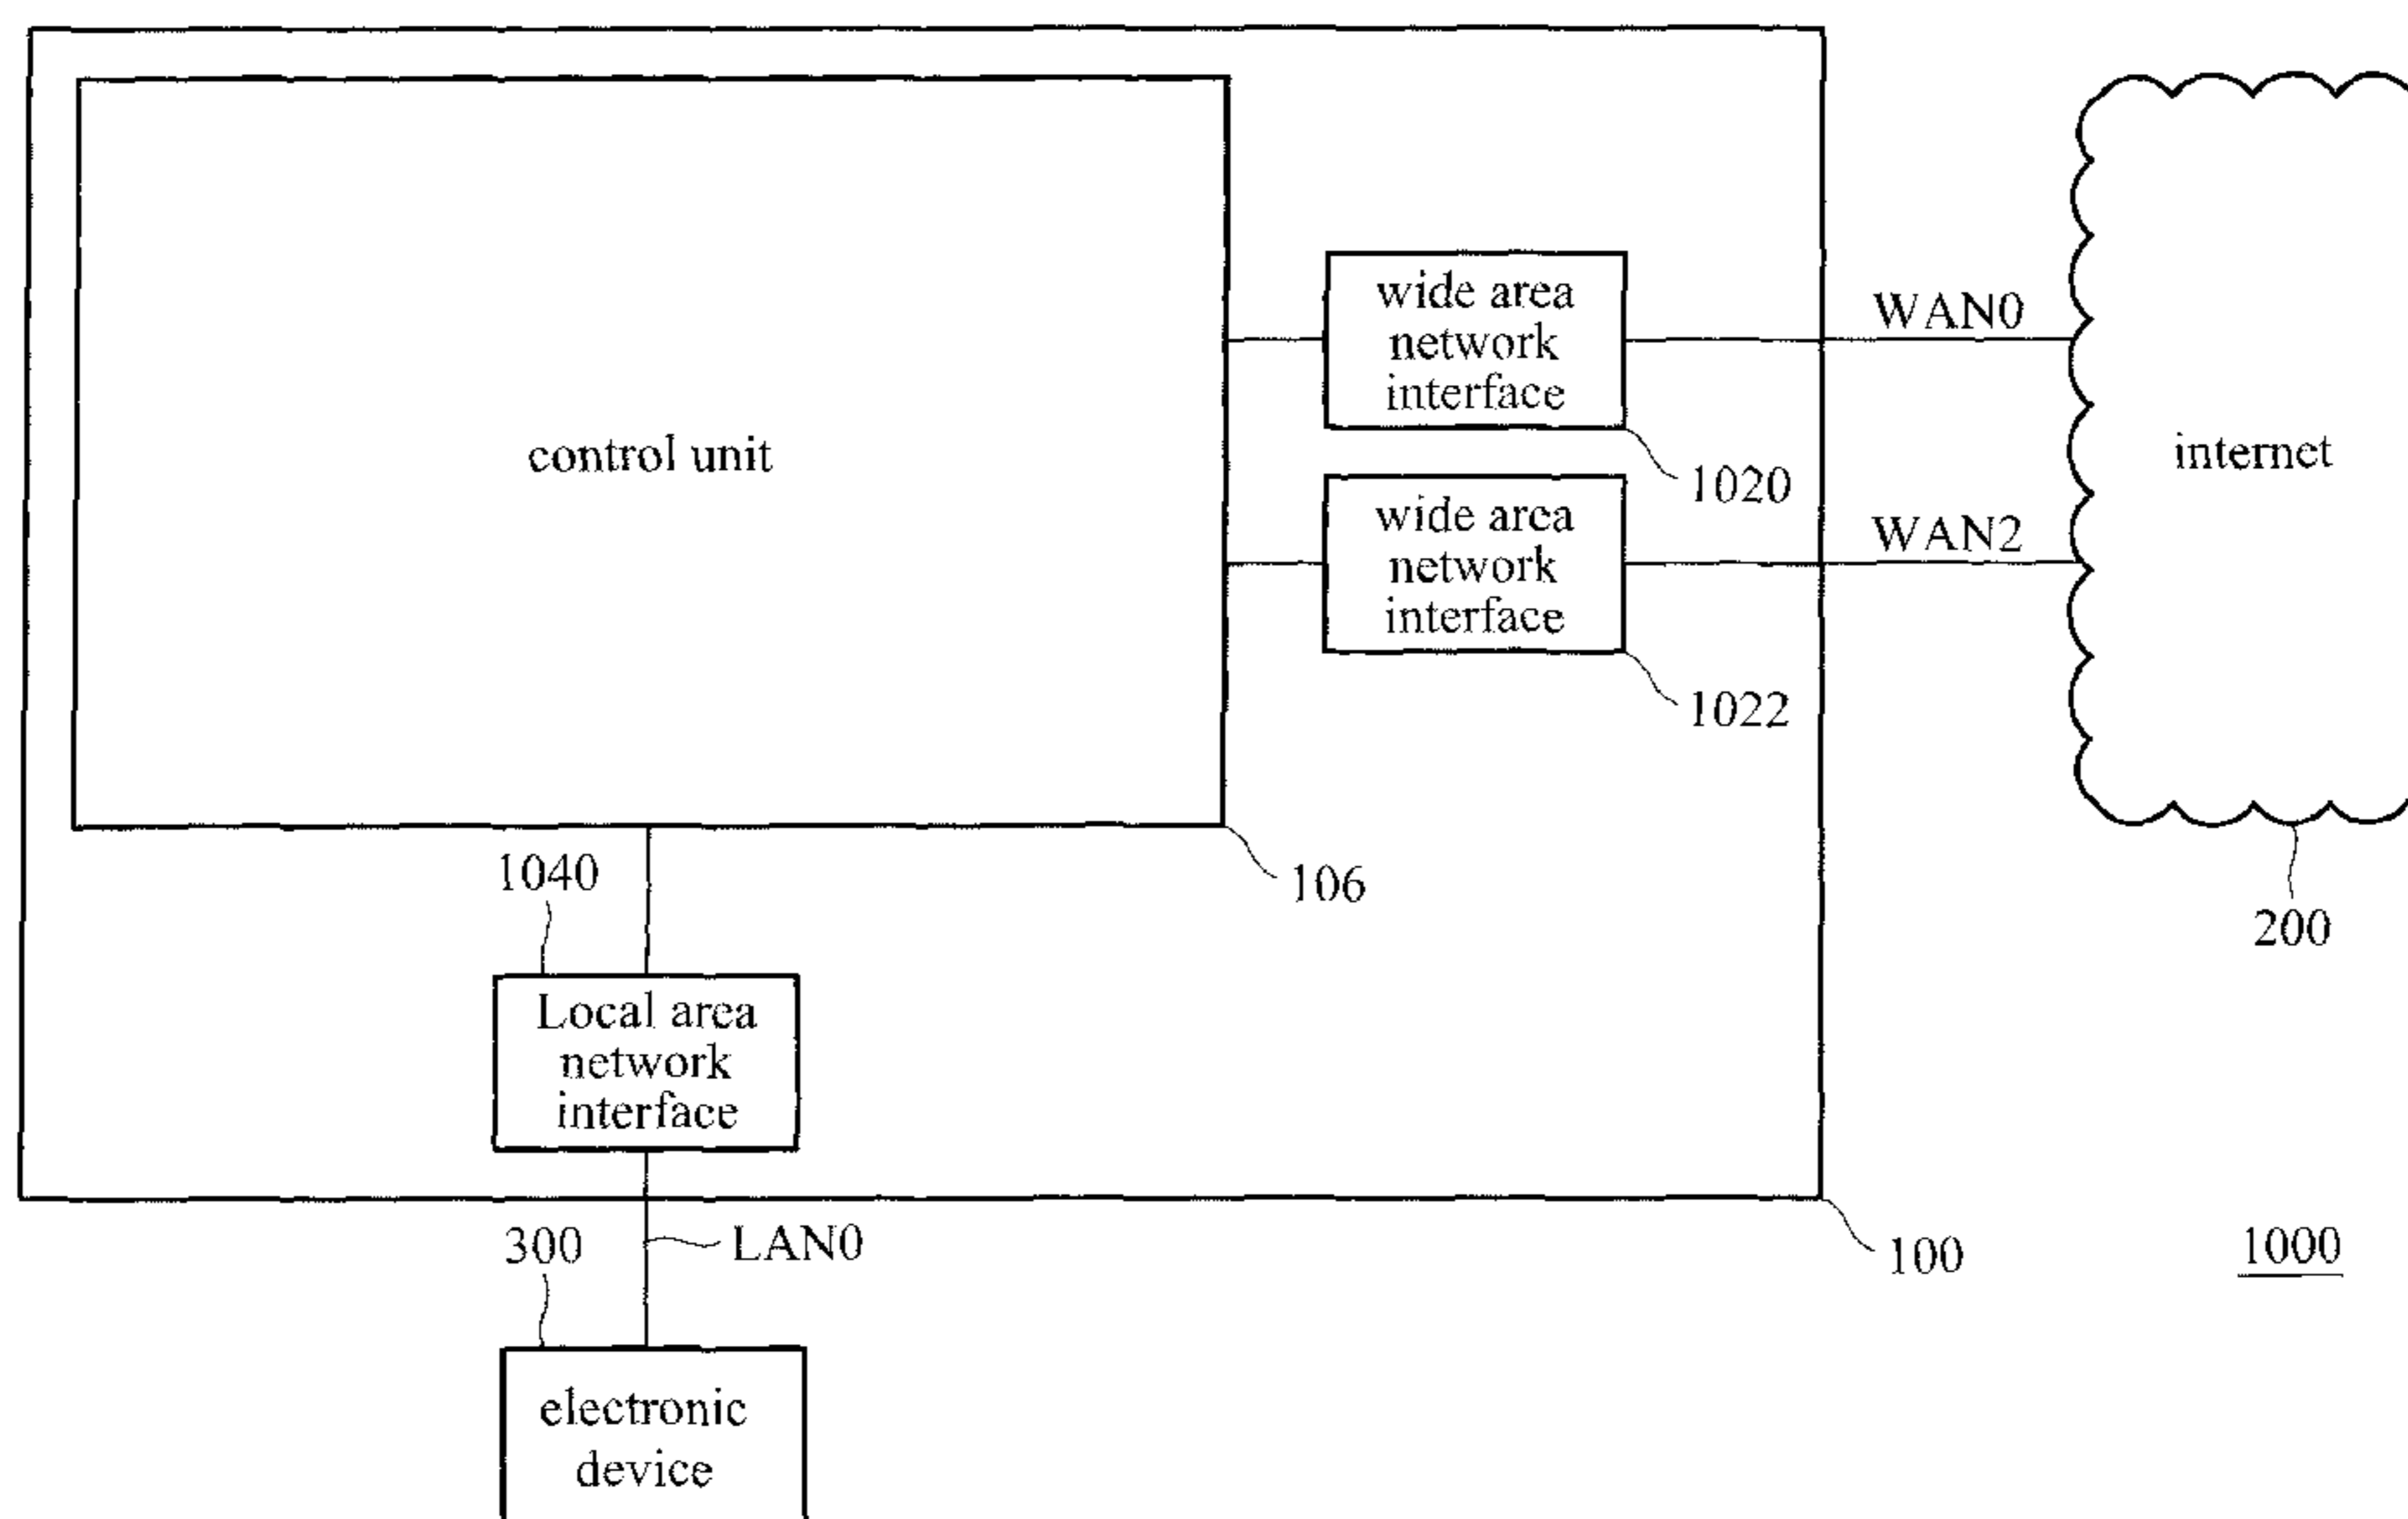 control unit
wide area
network
interface
1020
WAN0
wide area
network
interface
1022
WAN2
internet
200
106
1040
Local area
network
interface
LAN0
100
1000
300
electronic
device